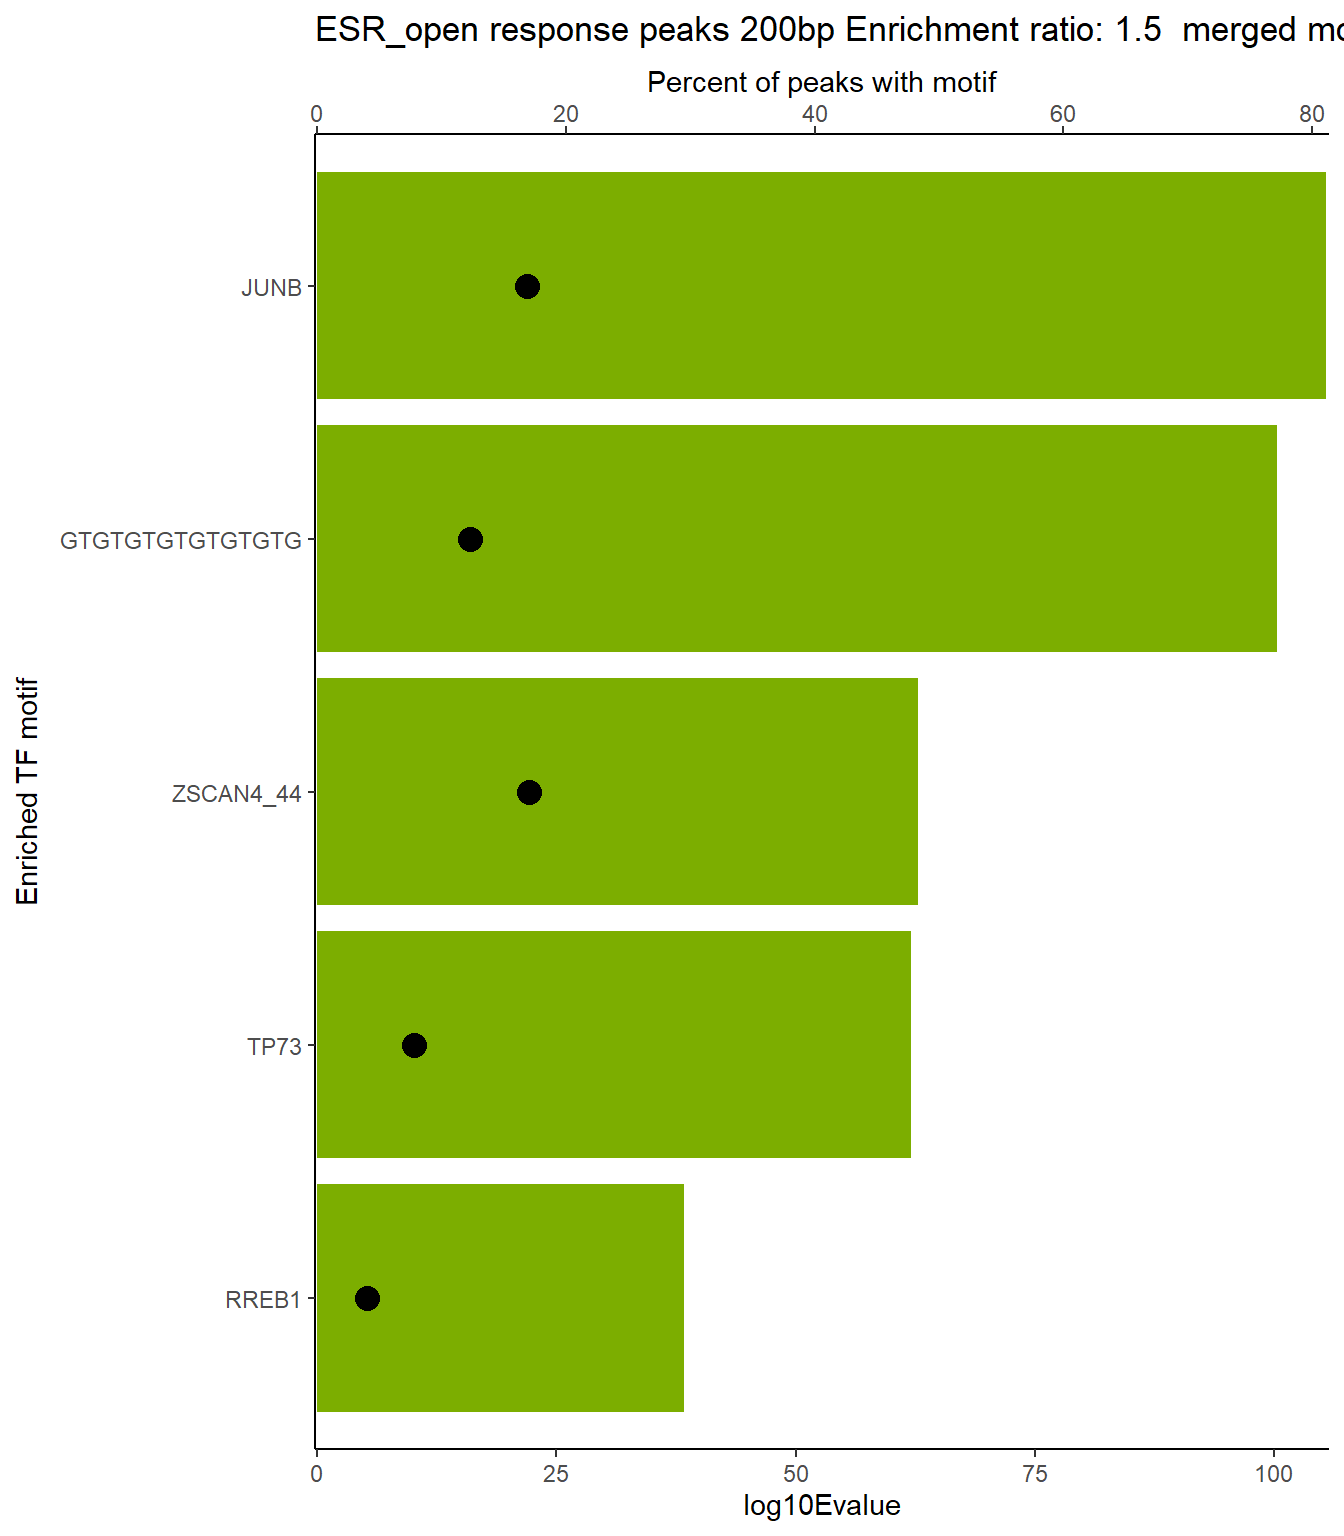 ESR_open response peaks 200bp Enrichment ratio: 1.5 merged
Percent of peaks with motif
0 20 40 60 80
JUNB
GTGTGTGTGTGTGTG
ZSCAN4_44
TP73
RREB1
Enriched TF motif
0 25 50 75 100
log10Evalue